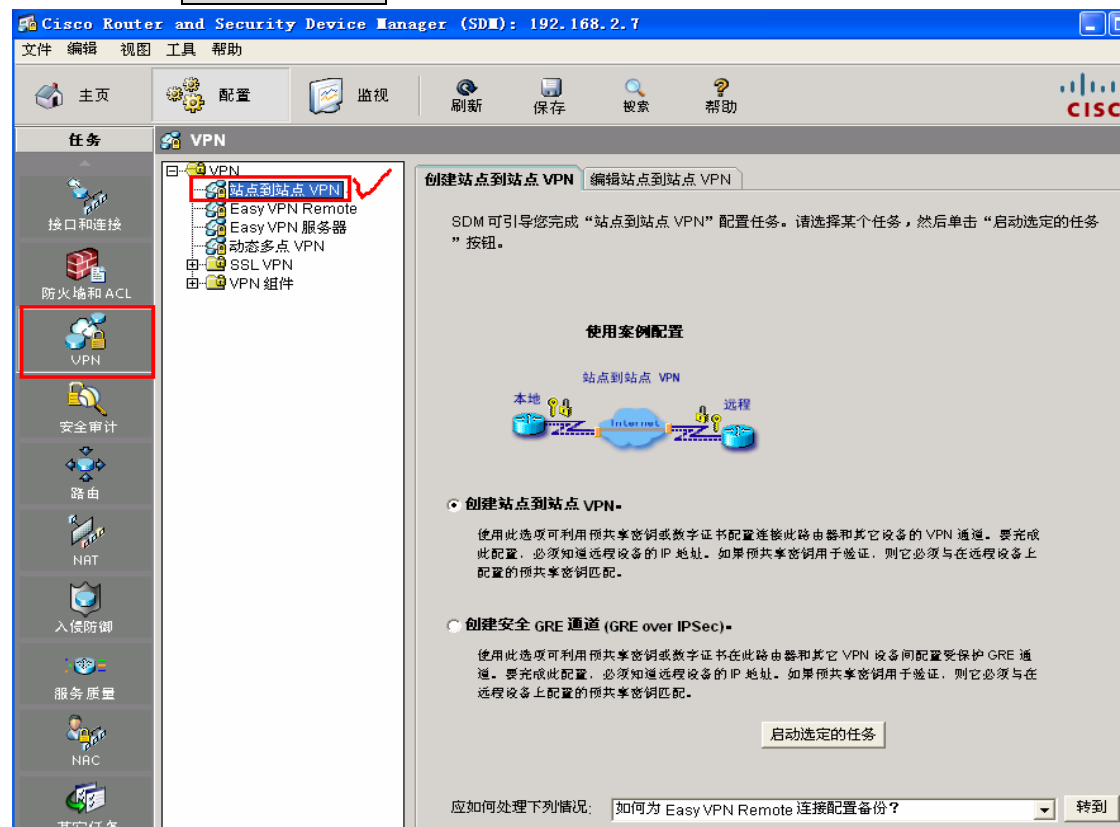 Cisco Router and Security Device Manager (SDM): 192.168.2.7
文件 编辑 视图 工具 帮助
主页 配置 监视 刷新 保存 搜索 帮助
CISC
任务
VPN
接口和连接
防火墙和 ACL
VPN
安全审计
路由
NAT
入侵防御
服务质量
NAC
其它任务
VPN
站点到站点 VPN
Easy VPN Remote
Easy VPN 服务器
动态多点 VPN
SSL VPN
VPN 组件
创建站点到站点 VPN 编辑站点到站点 VPN
SDM 可引导您完成“站点到站点 VPN”配置任务。请选择某个任务，然后单击“启动选定的任务
”按钮。
使用案例配置
站点到站点 VPN
本地
Internet
远程
创建站点到站点 VPN。
使用此选项可利用预共享密钥或数字证书配置连接此路由器和其它设备的 VPN 通道。要完成
此配置，必须知道远程设备的 IP 地址。如果预共享密钥用于验证，则它必须与在远程设备上
配置的预共享密钥匹配。
创建安全 GRE 通道 (GRE over IPSec)。
使用此选项可利用预共享密钥或数字证书在此路由器和其它 VPN 设备间配置受保护 GRE 通
道。要完成此配置，必须知道远程设备的 IP 地址。如果预共享密钥用于验证，则它必须与在
远程设备上配置的预共享密钥匹配。
启动选定的任务
应如何处理下列情况: 如何为 Easy VPN Remote 连接配置备份? 转到